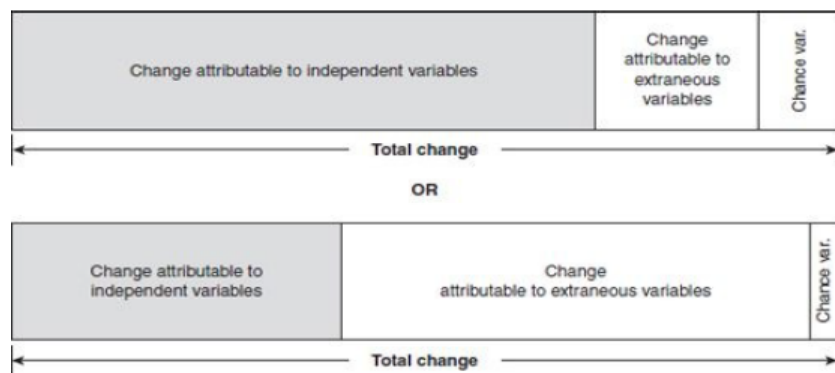 Change attributable to independent variables
Change
attributable to
extraneous
variables
Chance var.
Total change
OR
Change attributable to
independent variables
Change
attributable to extraneous variables
Chance var.
Total change